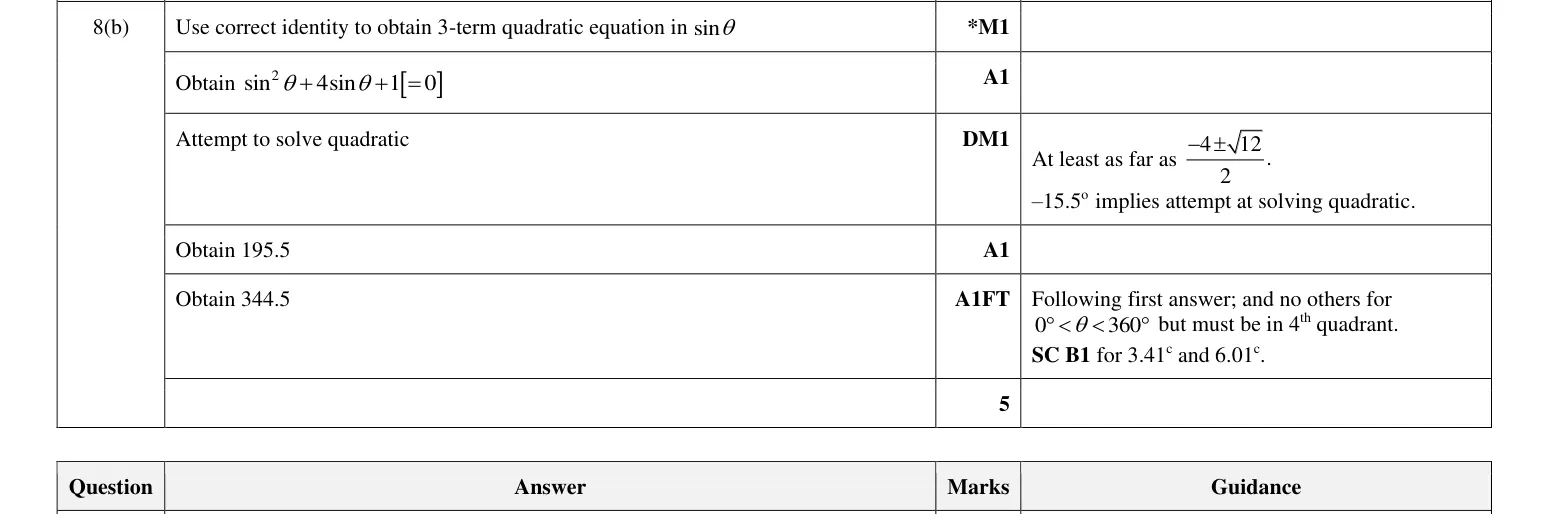 8(b) Use correct identity to obtain 3-term quadratic equation in sinθ *M1
Obtain sin²θ+4sinθ+1[=0] A1
Attempt to solve quadratic DM1 At least as far as (−4±√12)/2.
–15.5° implies attempt at solving quadratic.
Obtain 195.5 A1
Obtain 344.5 A1FT Following first answer; and no others for
0°<θ<360° but must be in 4th quadrant.
SC B1 for 3.41ᶜ and 6.01ᶜ.
5
Question Answer Marks Guidance